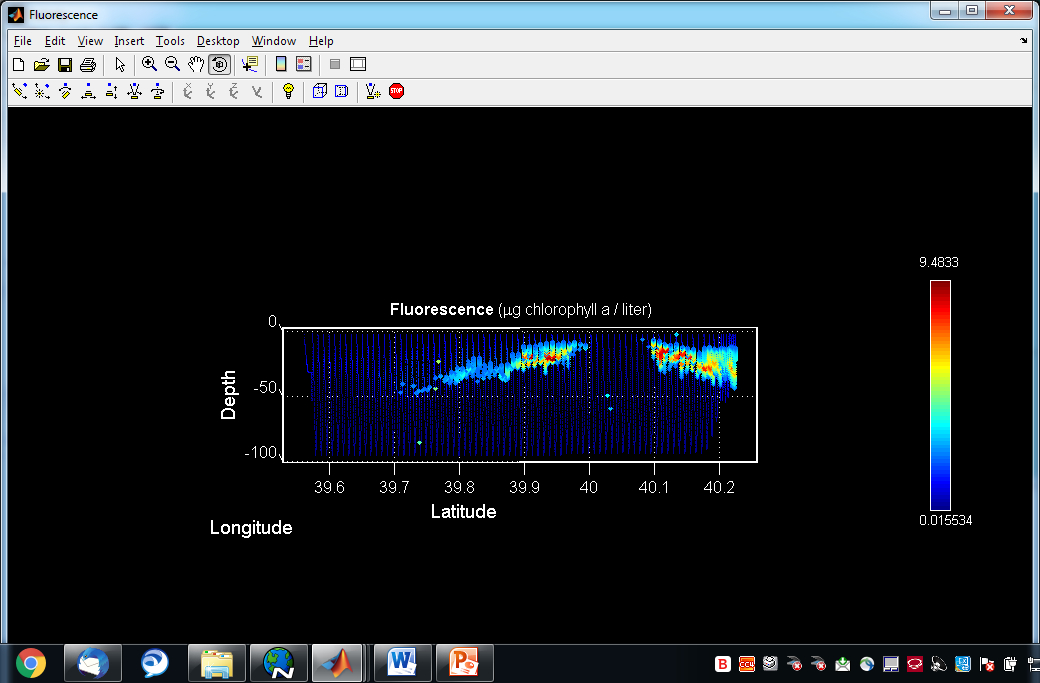 Fluorescence
File Edit View Insert Tools Desktop Window Help
STOP
9.4833
Fluorescence (µg chlorophyll a / liter)
0
-50
-100
Depth
39.6 39.7 39.8 39.9 40 40.1 40.2
Latitude
Longitude
0.015534